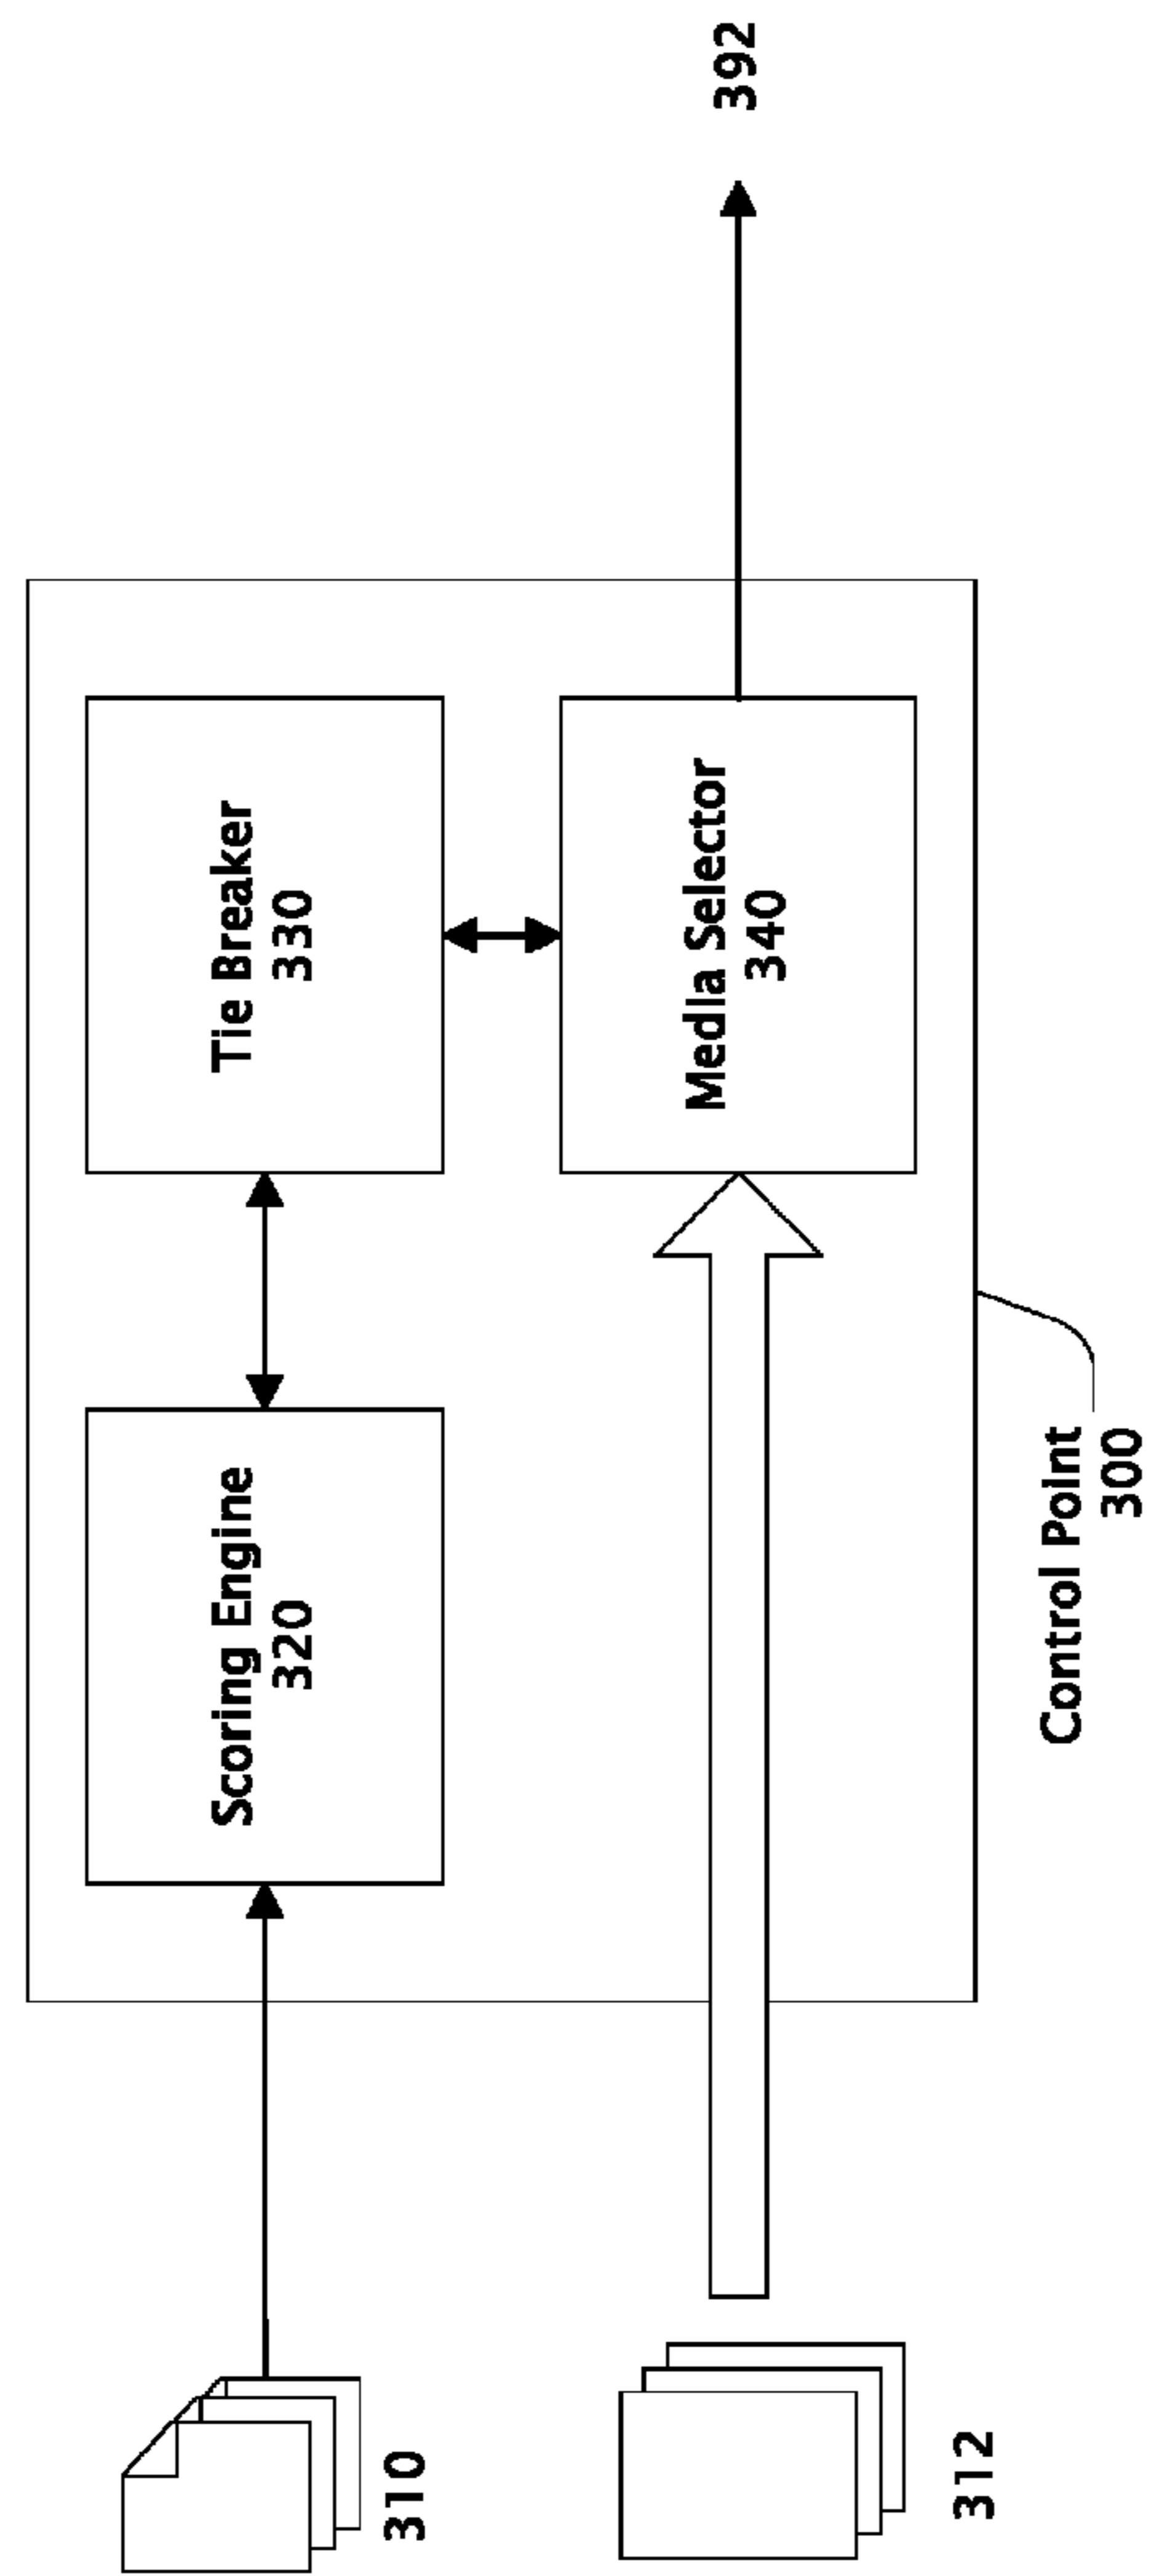 310
Scoring Engine
320
Tie Breaker
330
312
Media Selector
340
392
Control Point
300